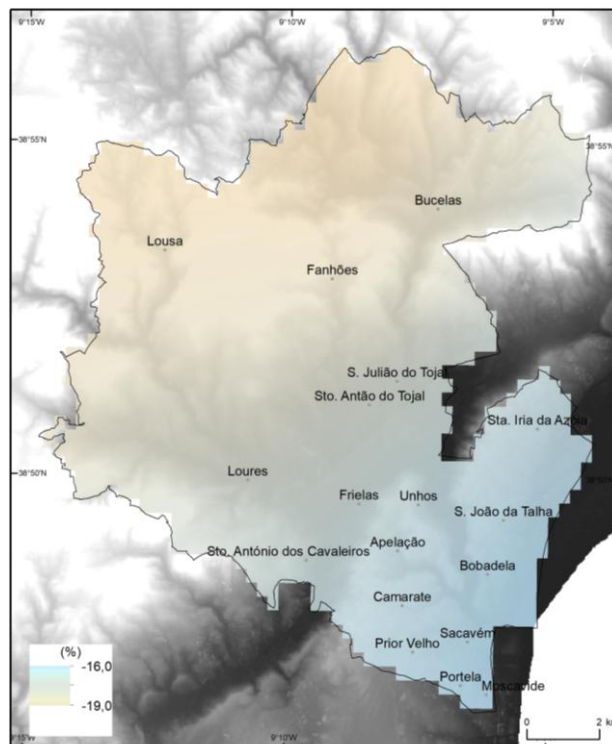 9°15'W
9°10'W
9°5'W
38°55'N
38°55'N
Bucelas
Lousa
Fanhões
S. Julião do Tojal
Sto. Antão do Tojal
Sta. Iria da Azóia
Loures
38°50'N
Frielas
Unhos
S. João da Talha
Apelação
Sto. António dos Cavaleiros
Bobadela
Camarate
Sacavém
Prior Velho
Portela
Moscavide
(%)
-16,0
-19,0
9°15'W
9°10'W
0
2 km